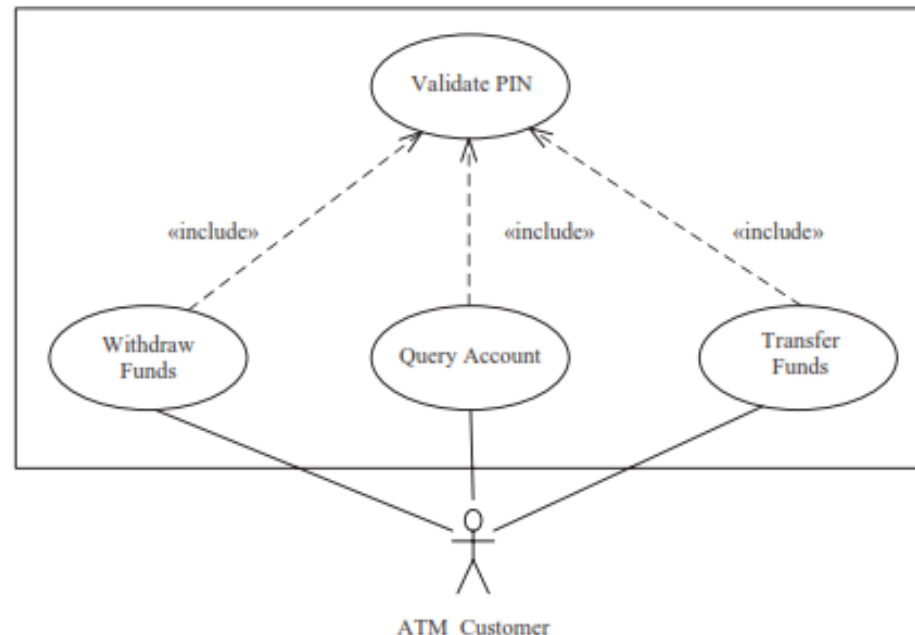 Validate PIN
«include»
«include»
«include»
Withdraw
Funds
Query Account
Transfer
Funds
ATM Customer